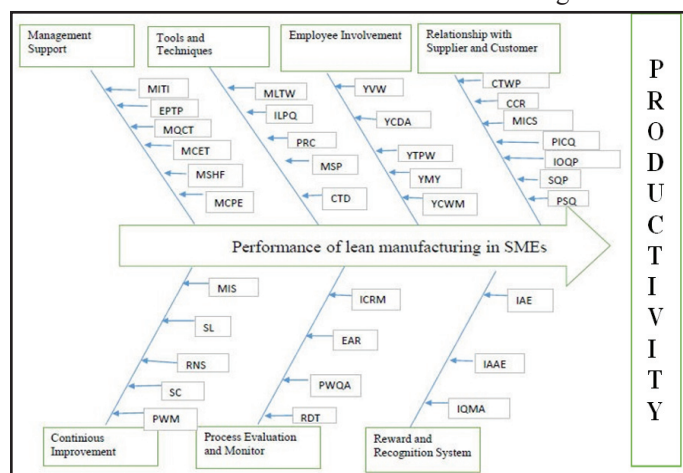 Management
Support
Tools and
Techniques
Employee Involvement
Relationship with
Supplier and Customer
MITI
EPTP
MQCT
MCET
MSHF
MCPE
MLTW
ILPQ
PRC
MSP
CTD
YVW
YCDA
YTPW
YMY
YCWM
CTWP
CCR
MICS
PICQ
IOQP
SQP
PSQ
Performance of lean manufacturing in SMEs
P
R
O
D
U
C
T
I
V
I
T
Y
MIS
SL
RNS
SC
PWM
ICRM
EAR
PWQA
RDT
IAE
IAAE
IQMA
Continious
Improvement
Process Evaluation
and Monitor
Reward and
Recognition System